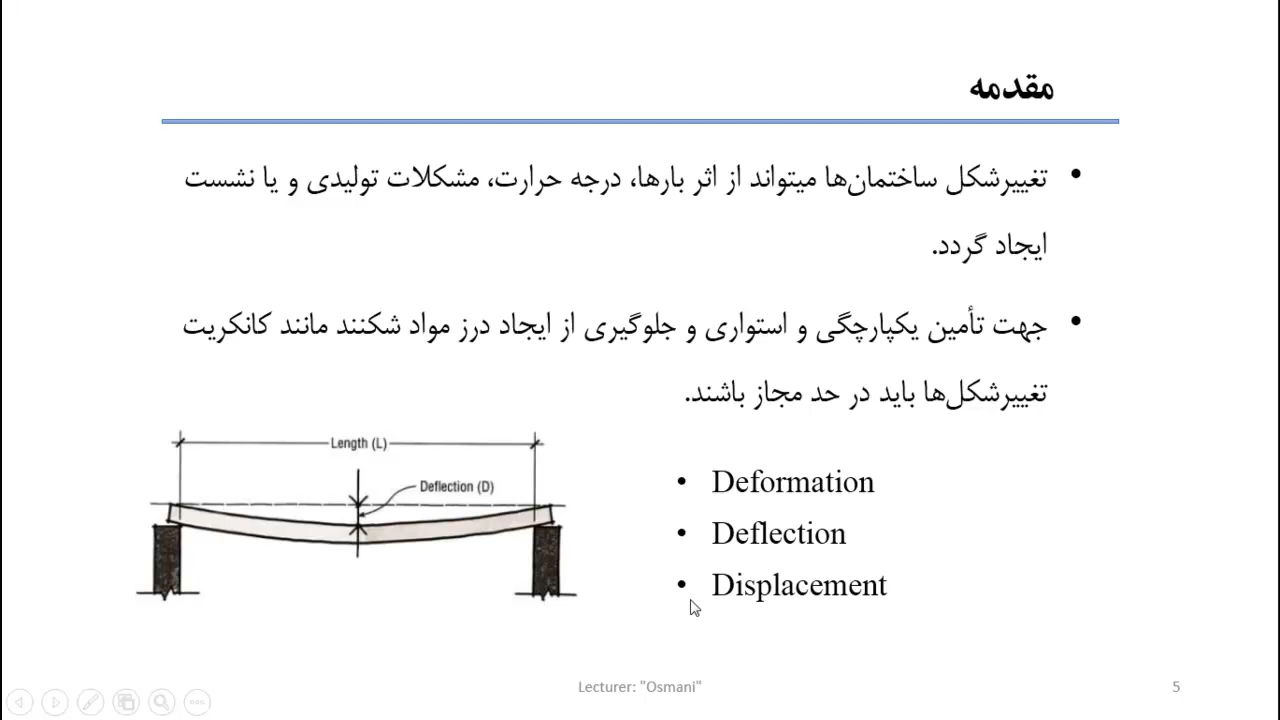 مقدمه
• تغییرشکل ساختمان‌ها میتواند از اثر بارها، درجه حرارت، مشکلات تولیدی و یا نشست
ایجاد گردد.
• جهت تأمین یکپارچگی و استواری و جلوگیری از ایجاد درز مواد شکنند مانند کانکریت
تغییرشکل‌ها باید در حد مجاز باشند.
Length (L)
Deflection (D)
• Deformation
• Deflection
• Displacement
Lecturer: "Osmani"
5